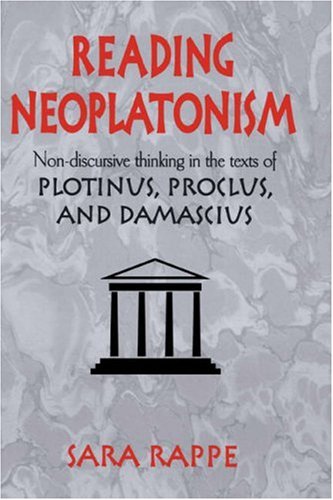 READING
NEOPLATONISM
Non-discursive thinking in the texts of
PLOTINUS, PROCLUS,
AND DAMASCIUS
SARA RAPPE